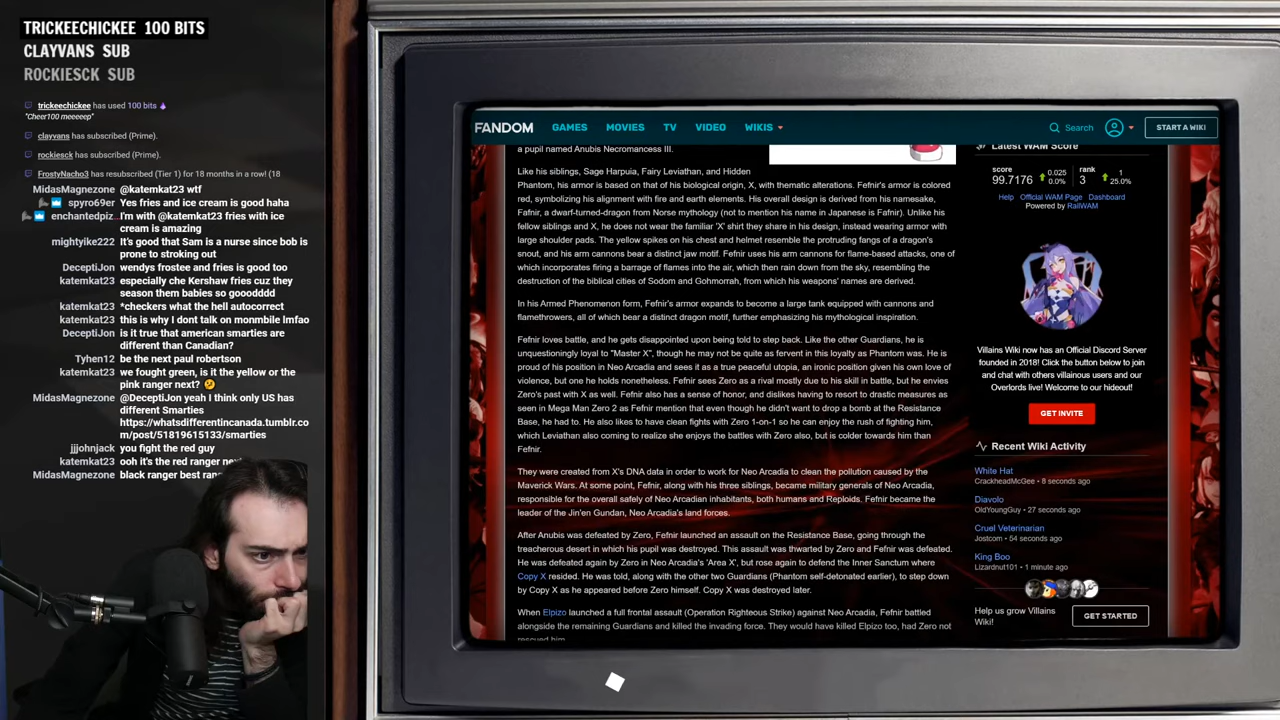 TRICKEECHICKEE 100 BITS
CLAYVANS SUB
ROCKIESCK SUB
trickeechickee has used 100 bits
"Cheer100 meeeeep"
clayvans has subscribed (Prime).
rockiesck has subscribed (Prime).
FrostyNacho3 has resubscribed (Tier 1) for 18 months in a row! (18
MidasMagnezone @katemkat23 wtf
spyro69er Yes fries and ice cream is good haha
enchantedpiz... I'm with @katemkat23 fries with ice
cream is amazing
mightyike222 It's good that Sam is a nurse since bob is
prone to stroking out
DeceptiJon wendys frostee and fries is good too
katemkat23 especially che Kershaw fries cuz they
season them babies so gooodddd
katemkat23 *checkers what the hell autocorrect
katemkat23 this is why I dont talk on monmbile lmfao
DeceptiJon is it true that american smarties are
different than Canadian?
Tyhen12 be the next paul robertson
katemkat23 we fought green, is it the yellow or the
pink ranger next?
MidasMagnezone @DeceptiJon yeah I think only US has
different Smarties
https://whatsdifferentincanada.tumblr.co
m/post/51819615133/smarties
jjjohnjack you fight the red guy
katemkat23 ooh it's the red ranger
MidasMagnezone black ranger best
FANDOM GAMES MOVIES TV VIDEO WIKIS Search START A WIKI
a pupil named Anubis Necromancess III.
Like his siblings, Sage Harpuia, Fairy Leviathan, and Hidden
Phantom, his armor is based on that of his biological origin, X, with thematic alterations. Fefnir's armor is colored
red, symbolizing his alignment with fire and earth elements. His overall design is derived from his namesake,
Fafnir, a dwarf-turned-dragon from Norse mythology (not to mention his name in Japanese is Fafnir). Unlike his
fellow siblings and X, he does not wear the familiar 'X' shirt they share in his design, instead wearing armor with
large shoulder pads. The yellow spikes on his chest and helmet resemble the protruding fangs of a dragon's
snout, and his arm cannons bear a distinct jaw motif. Fefnir uses his arm cannons for flame-based attacks, one of
which incorporates firing a barrage of flames into the air, which then rain down from the sky, resembling the
destruction of the biblical cities of Sodom and Gohmorrah, from which his weapons' names are derived.
In his Armed Phenomenon form, Fefnir's armor expands to become a large tank equipped with cannons and
flamethrowers, all of which bear a distinct dragon motif, further emphasizing his mythological inspiration.
Fefnir loves battle, and he gets disappointed upon being told to step back. Like the other Guardians, he is
unquestioningly loyal to "Master X", though he may not be quite as fervent in this loyalty as Phantom was. He is
proud of his position in Neo Arcadia and sees it as a true peaceful utopia, an ironic position given his own love of
violence, but one he holds nonetheless. Fefnir sees Zero as a rival mostly due to his skill in battle, but he envies
Zero's past with X as well. Fefnir also has a sense of honor, and dislikes having to resort to drastic measures as
seen in Mega Man Zero 2 as Fefnir mention that even though he didn't want to drop a bomb at the Resistance
Base, he had to. He also likes to have clean fights with Zero 1-on-1 so he can enjoy the rush of fighting him,
which Leviathan also coming to realize she enjoys the battles with Zero also, but is colder towards him than
Fefnir.
They were created from X's DNA data in order to work for Neo Arcadia to clean the pollution caused by the
Maverick Wars. At some point, Fefnir, along with his three siblings, became military generals of Neo Arcadia,
responsible for the overall safely of Neo Arcadian inhabitants, both humans and Reploids. Fefnir became the
leader of the Jin'en Gundan, Neo Arcadia's land forces.
After Anubis was defeated by Zero, Fefnir launched an assault on the Resistance Base, going through the
treacherous desert in which his pupil was destroyed. This assault was thwarted by Zero and Fefnir was defeated.
He was defeated again by Zero in Neo Arcadia's 'Area X', but rose again to defend the Inner Sanctum where
Copy X resided. He was told, along with the other two Guardians (Phantom self-detonated earlier), to step down
by Copy X as he appeared before Zero himself. Copy X was destroyed later.
When Elpizo launched a full frontal assault (Operation Righteous Strike) against Neo Arcadia, Fefnir battled
alongside the remaining Guardians and killed the invading force. They would have killed Elpizo too, had Zero not
rescued him.
Latest WAM Score
score 99.7176 0.025 0.0% rank 3 1 25.0%
Help Official WAM Page Dashboard
Powered by RailWAM
Villains Wiki now has an Official Discord Server
founded in 2018! Click the button below to join
and chat with others villainous users and our
Overlords live! Welcome to our hideout!
GET INVITE
Recent Wiki Activity
White Hat
CrackheadMcGee • 8 seconds ago
Diavolo
OldYoungGuy • 27 seconds ago
Cruel Veterinarian
Jostcom • 54 seconds ago
King Boo
Lizardnut101 • 1 minute ago
Help us grow Villains
Wiki!
GET STARTED